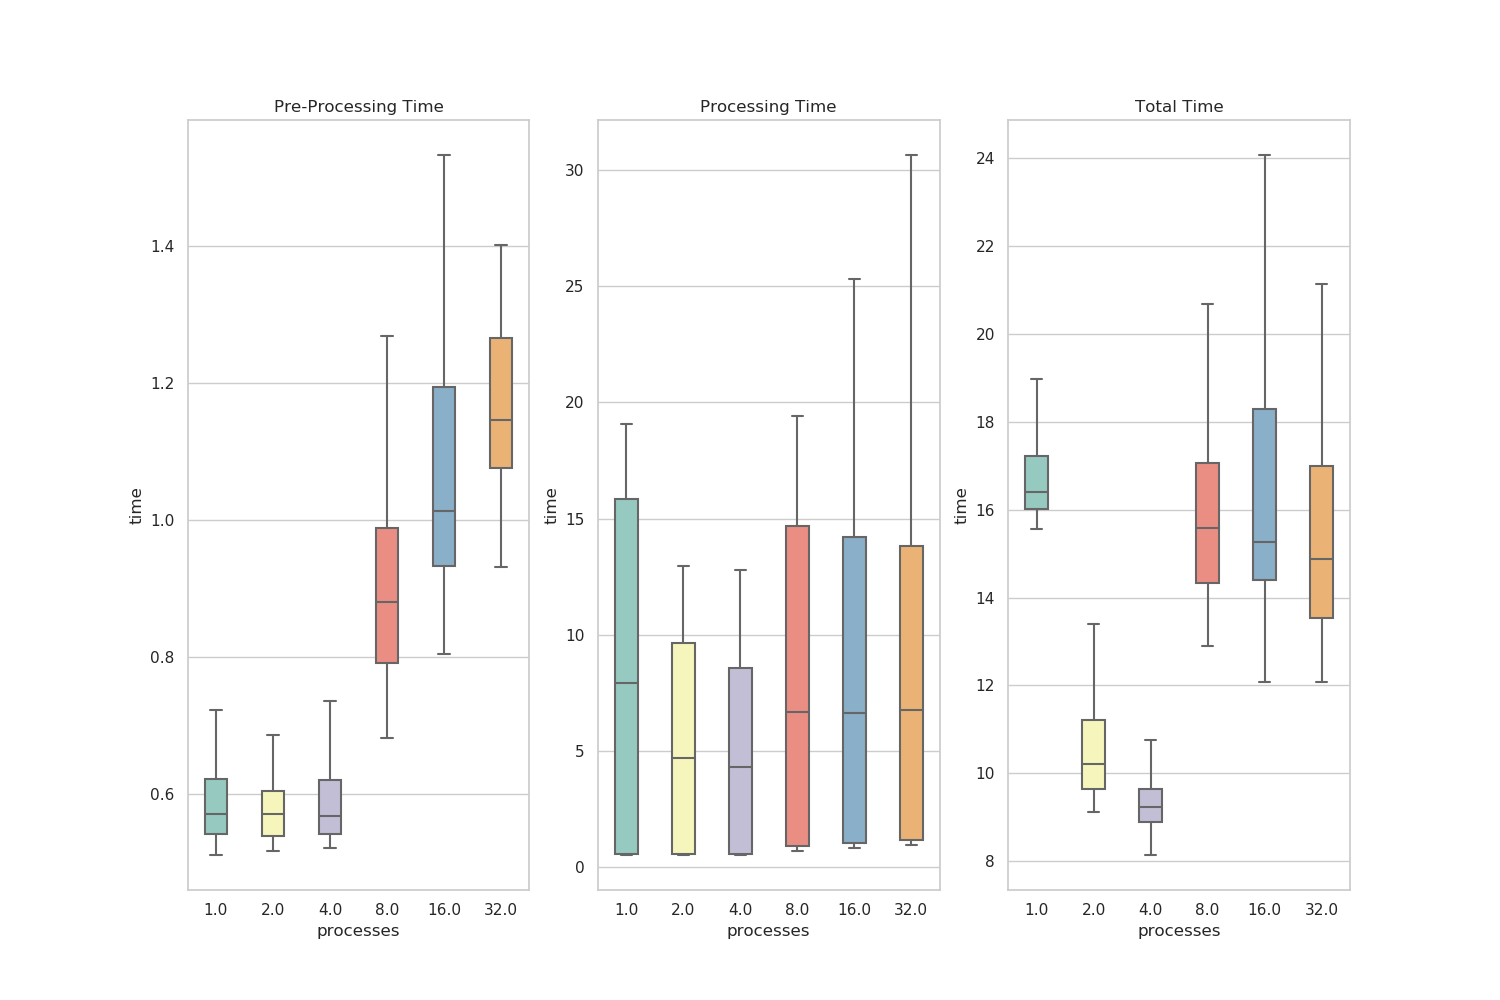 Pre-Processing Time
1.4
1.2
1.0
0.8
0.6
time
1.0 2.0 4.0 8.0 16.0 32.0
processes
Processing Time
30
25
20
15
10
5
0
time
1.0 2.0 4.0 8.0 16.0 32.0
processes
Total Time
24
22
20
18
16
14
12
10
8
time
1.0 2.0 4.0 8.0 16.0 32.0
processes